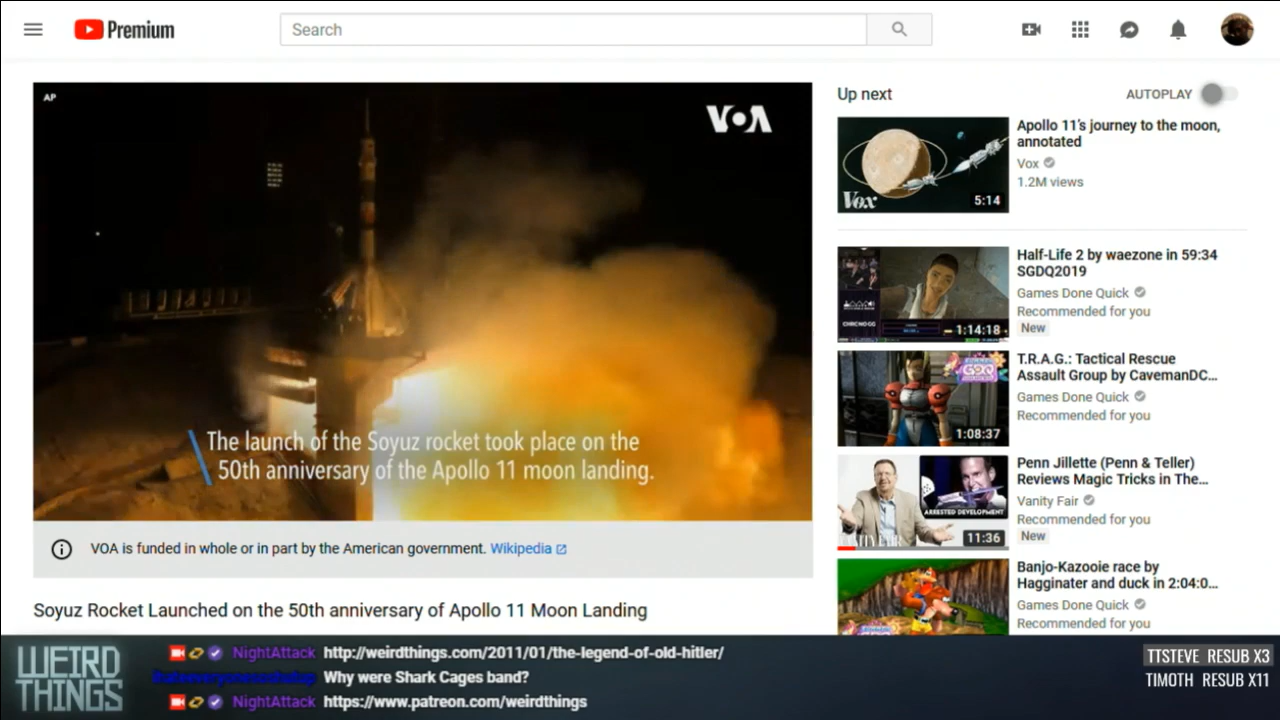 Premium
Search
AP
VOA
The launch of the Soyuz rocket took place on the
50th anniversary of the Apollo 11 moon landing.
VOA is funded in whole or in part by the American government. Wikipedia
Soyuz Rocket Launched on the 50th anniversary of Apollo 11 Moon Landing
Up next
AUTOPLAY
Vox
5:14
Apollo 11’s journey to the moon,
annotated
Vox
1.2M views
1:14:18
Half-Life 2 by waezone in 59:34
SGDQ2019
Games Done Quick
Recommended for you
New
1:08:37
T.R.A.G.: Tactical Rescue
Assault Group by CavemanDC...
Games Done Quick
Recommended for you
ARRESTED DEVELOPMENT
VANITY FAIR
11:36
Penn Jillette (Penn & Teller)
Reviews Magic Tricks in The...
Vanity Fair
Recommended for you
New
Banjo-Kazooie race by
Hagginater and duck in 2:04:0...
Games Done Quick
Recommended for you
WEIRD
THINGS
NightAttack http://weirdthings.com/2011/01/the-legend-of-old-hitler/
Why were Shark Cages band?
NightAttack https://www.patreon.com/weirdthings
TTSTEVE RESUB X3
TIMOTH RESUB X11